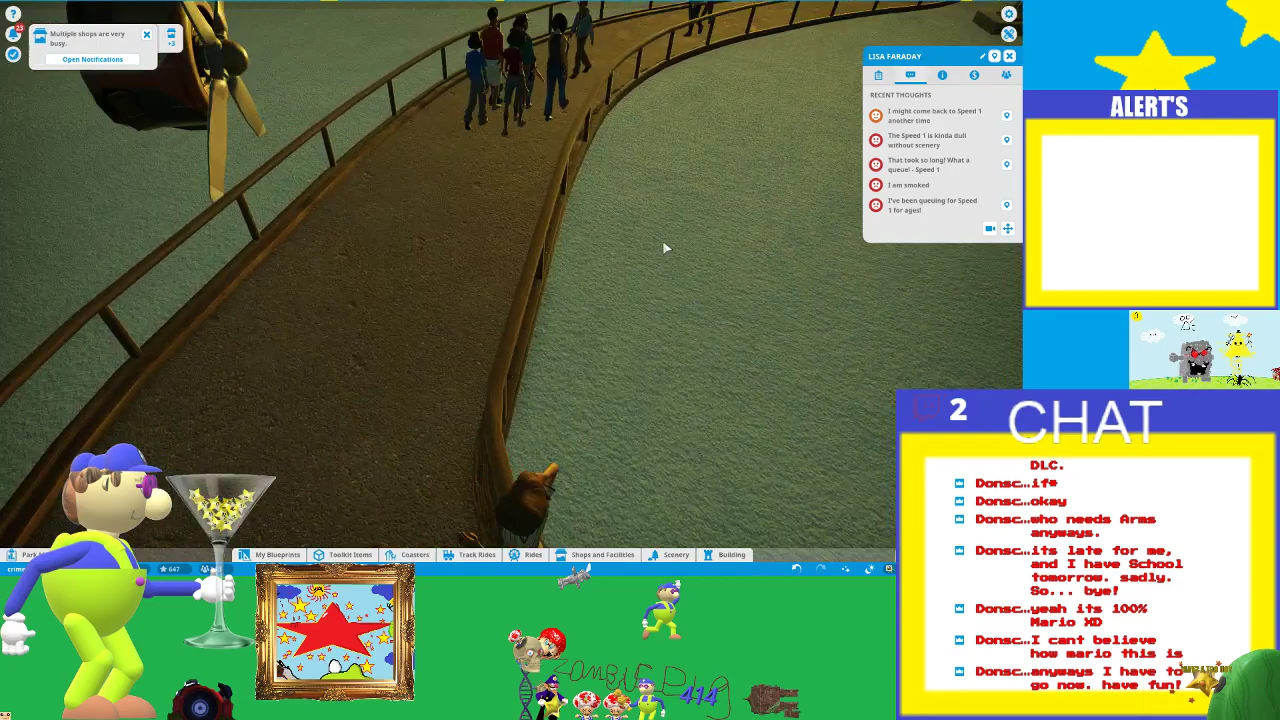 ?
23
Multiple shops are very
busy.
+3
Open Notifications
LISA FARADAY
RECENT THOUGHTS
I might come back to Speed 1
another time
The Speed 1 is kinda dull
without scenery
That took so long! What a
queue! - Speed 1
I am smoked
I've been queuing for Speed
1 for ages!
ALERT'S
2
CHAT
DLC.
Donsc...if*
Donsc...okay
Donsc...who needs Arms
anyways.
Donsc...its late for me,
and I have School
tomorrow. sadly.
So... bye!
Donsc...yeah its 100%
Mario XD
Donsc...I cant believe
how mario this is
Donsc...anyways I have to
go now. have fun!
My Blueprints
Toolkit Items
Coasters
Track Rides
Rides
Shops and Facilities
Scenery
Building
647
414